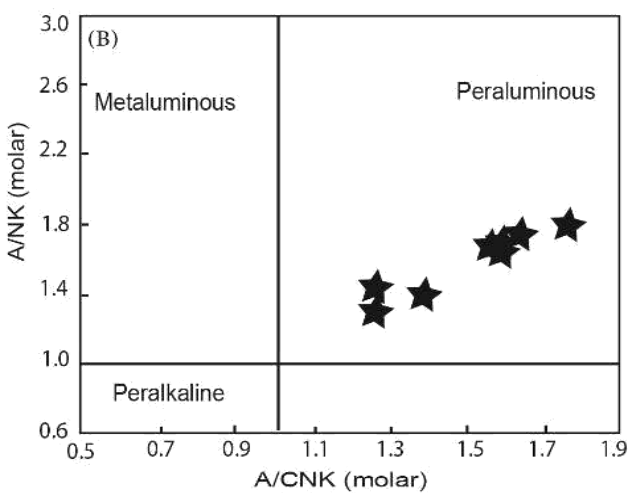 (B)
A/NK (molar)
3.0
2.6
2.2
1.8
1.4
1.0
0.6
Metaluminous
Peraluminous
Peralkaline
0.5 0.7 0.9 1.1 1.3 1.5 1.7 1.9
A/CNK (molar)